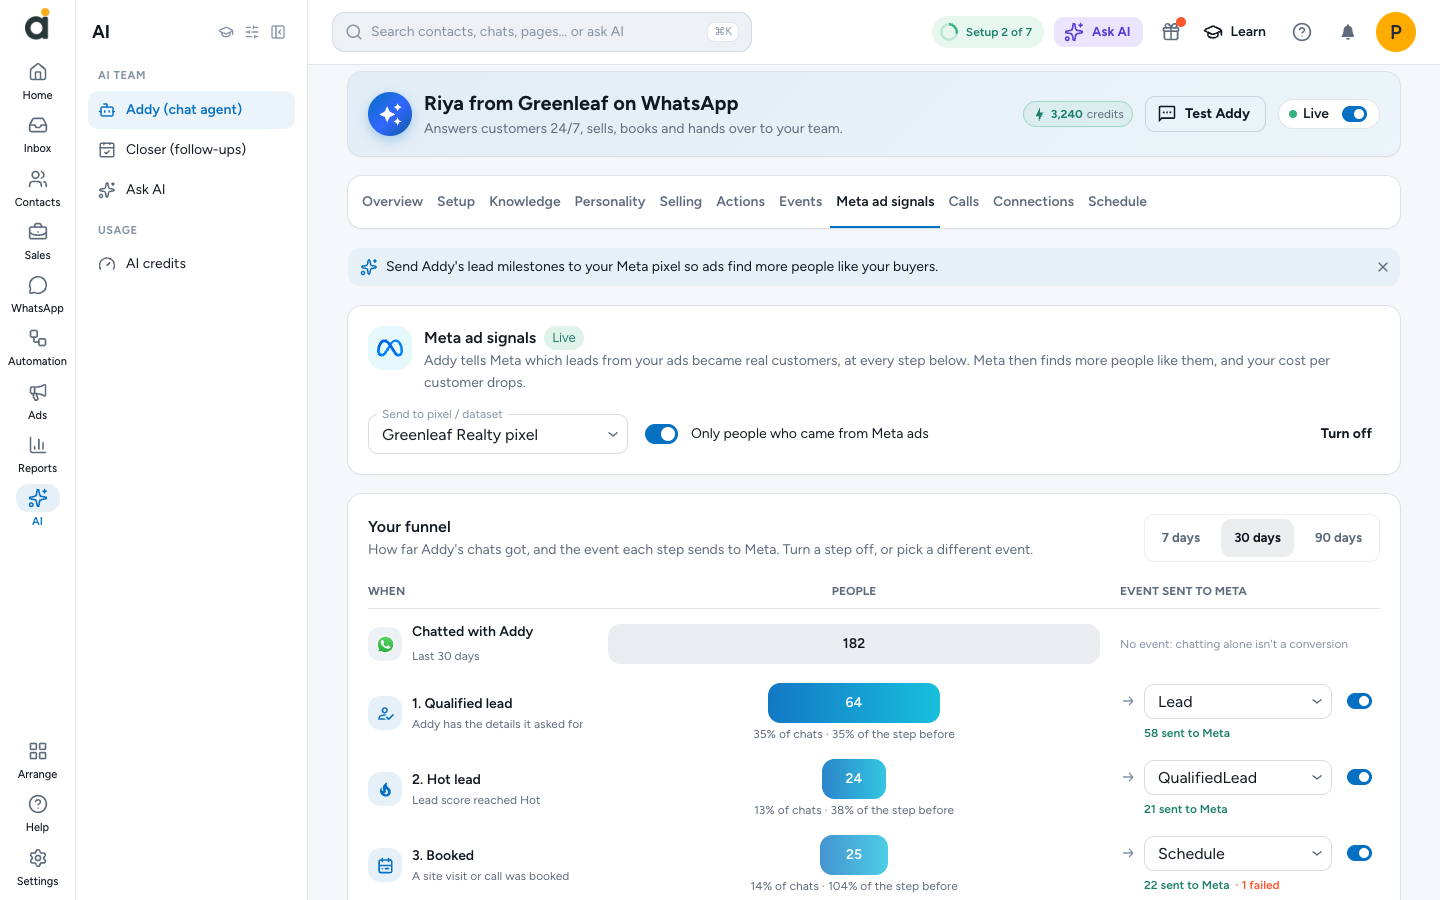 AI
Search contacts, chats, pages... or ask AI
⌘K
Setup 2 of 7
Ask AI
Learn
P
Home
Inbox
Contacts
Sales
WhatsApp
Automation
Ads
Reports
AI
Arrange
Help
Settings
AI TEAM
Addy (chat agent)
Closer (follow-ups)
Ask AI
USAGE
AI credits
Riya from Greenleaf on WhatsApp
Answers customers 24/7, sells, books and hands over to your team.
3,240 credits
Test Addy
Live
Overview
Setup
Knowledge
Personality
Selling
Actions
Events
Meta ad signals
Calls
Connections
Schedule
Send Addy's lead milestones to your Meta pixel so ads find more people like your buyers.
Meta ad signals
Live
Addy tells Meta which leads from your ads became real customers, at every step below. Meta then finds more people like them, and your cost per
customer drops.
Send to pixel / dataset
Greenleaf Realty pixel
Only people who came from Meta ads
Turn off
Your funnel
How far Addy's chats got, and the event each step sends to Meta. Turn a step off, or pick a different event.
7 days
30 days
90 days
WHEN
PEOPLE
EVENT SENT TO META
Chatted with Addy
Last 30 days
182
No event: chatting alone isn't a conversion
1. Qualified lead
Addy has the details it asked for
64
35% of chats · 35% of the step before
Lead
58 sent to Meta
2. Hot lead
Lead score reached Hot
24
13% of chats · 38% of the step before
QualifiedLead
21 sent to Meta
3. Booked
A site visit or call was booked
25
14% of chats · 104% of the step before
Schedule
22 sent to Meta · 1 failed